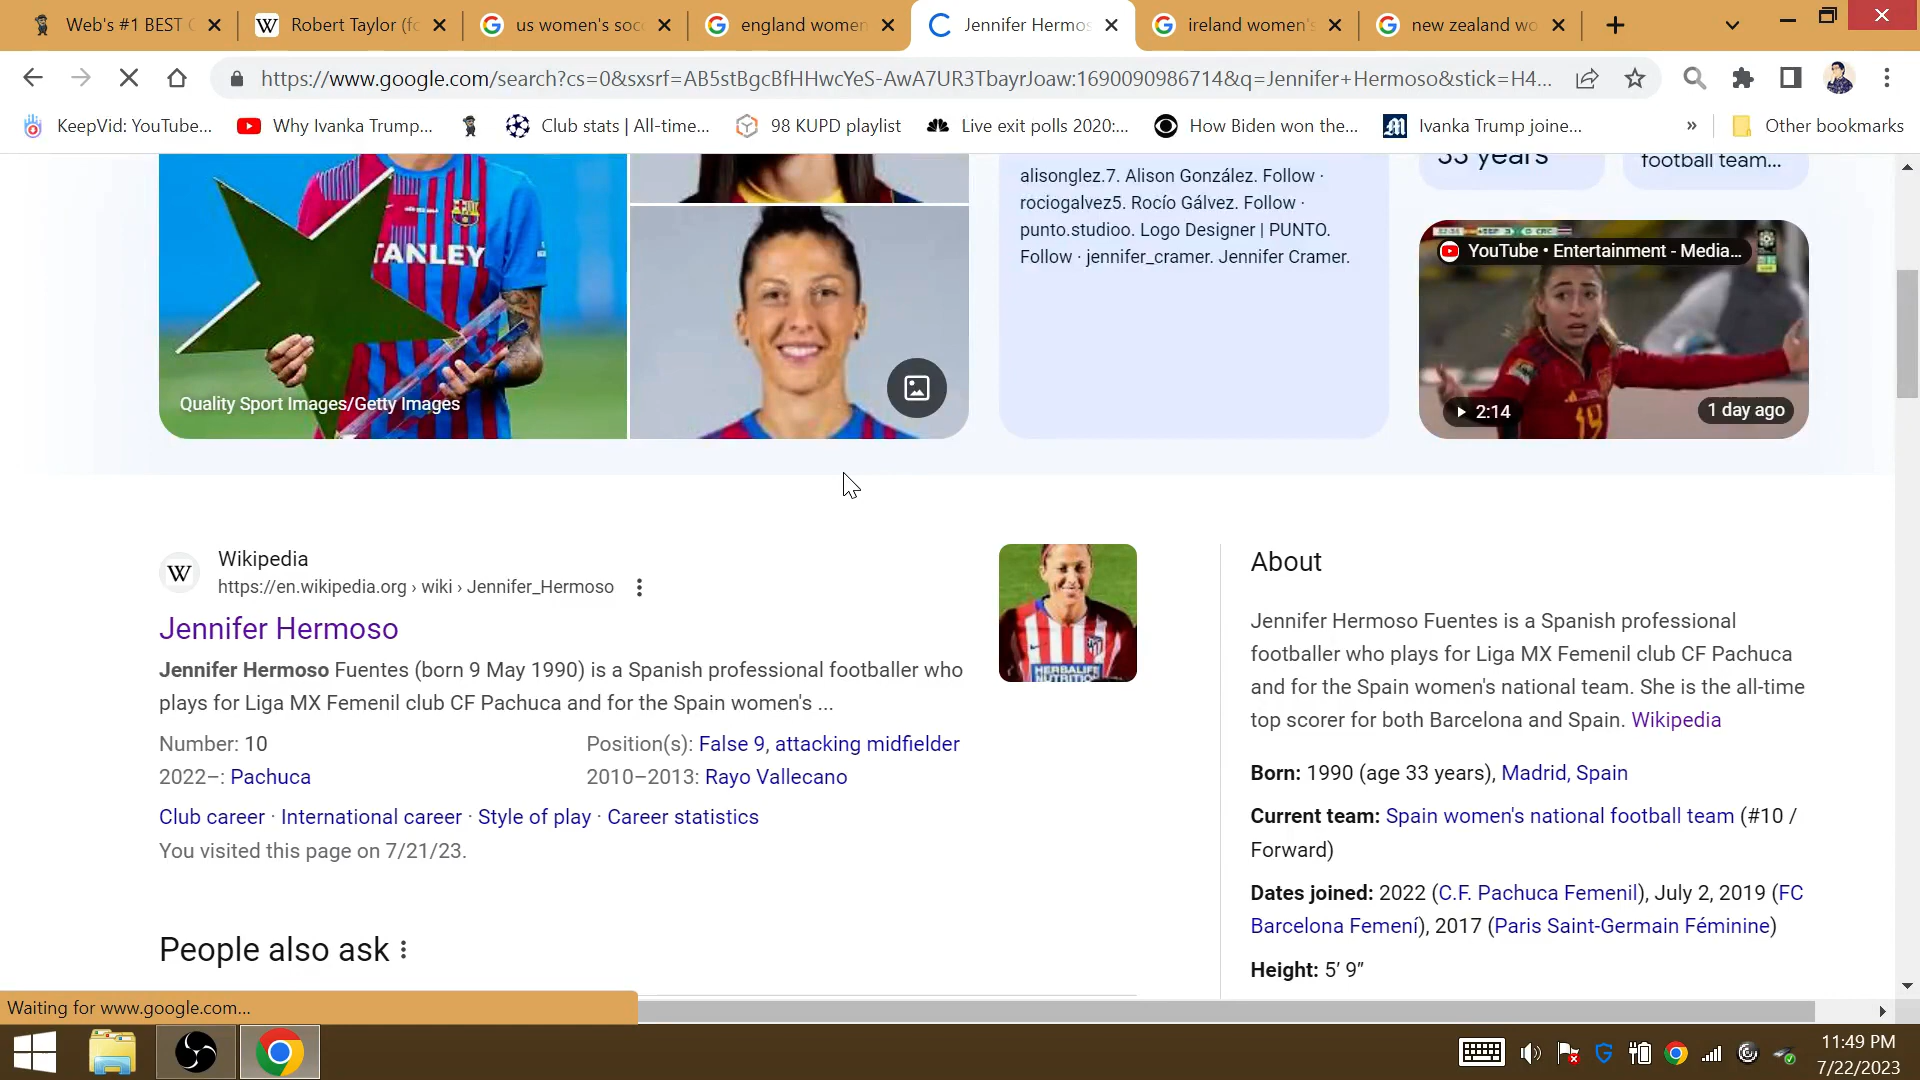 Web's #1 BEST
Robert Taylor (fo
us women's soc
england women
Jennifer Hermos
ireland women's
new zealand wo
https://www.google.com/search?cs=0&sxsrf=AB5stBgcBfHHwcYeS-AwA7UR3TbayrJoaw:1690090986714&q=Jennifer+Hermoso&stick=H4...
KeepVid: YouTube...
Why Ivanka Trump...
Club stats | All-time...
98 KUPD playlist
Live exit polls 2020:...
How Biden won the...
Ivanka Trump joine...
»
Other bookmarks
TANLEY
Quality Sport Images/Getty Images
alisonglez.7. Alison González. Follow ·
rociogalvez5. Rocío Gálvez. Follow ·
punto.studioo. Logo Designer | PUNTO.
Follow · jennifer_cramer. Jennifer Cramer.
33 years
football team...
YouTube • Entertainment - Media...
19
2:14
1 day ago
W
Wikipedia
https://en.wikipedia.org › wiki › Jennifer_Hermoso
Jennifer Hermoso
Jennifer Hermoso Fuentes (born 9 May 1990) is a Spanish professional footballer who
plays for Liga MX Femenil club CF Pachuca and for the Spain women's ...
Number: 10
Position(s): False 9, attacking midfielder
2022–: Pachuca
2010–2013: Rayo Vallecano
Club career · International career · Style of play · Career statistics
You visited this page on 7/21/23.
HERBALIFE
NUTRITION
People also ask
About
Jennifer Hermoso Fuentes is a Spanish professional
footballer who plays for Liga MX Femenil club CF Pachuca
and for the Spain women's national team. She is the all-time
top scorer for both Barcelona and Spain. Wikipedia
Born: 1990 (age 33 years), Madrid, Spain
Current team: Spain women's national football team (#10 /
Forward)
Dates joined: 2022 (C.F. Pachuca Femenil), July 2, 2019 (FC
Barcelona Femení), 2017 (Paris Saint-Germain Féminine)
Height: 5′ 9″
Waiting for www.google.com...
11:49 PM
7/22/2023